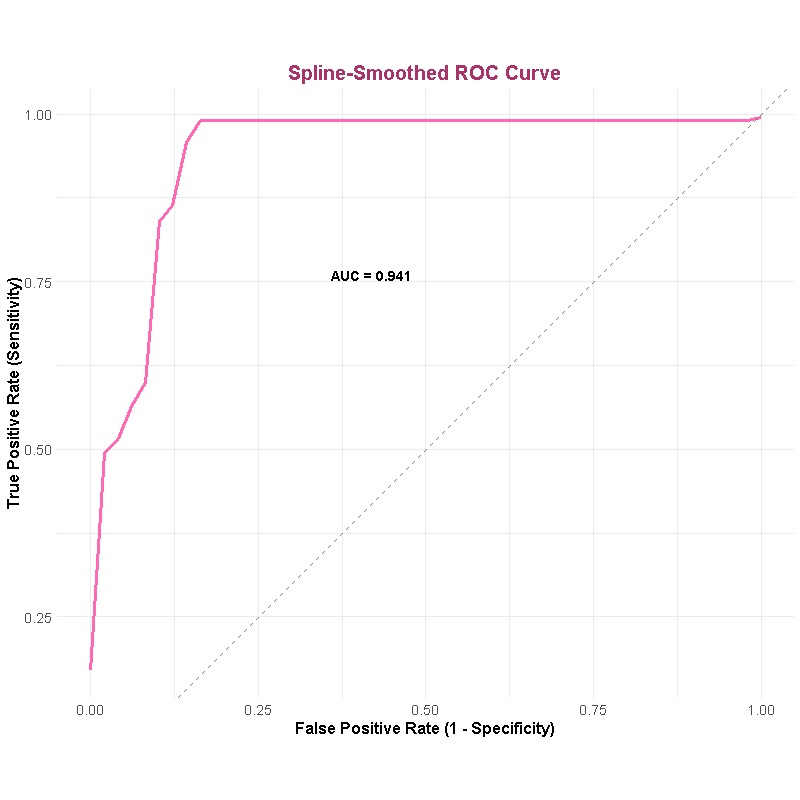 Spline-Smoothed ROC Curve
1.00
0.75
0.50
0.25
True Positive Rate (Sensitivity)
AUC = 0.941
0.00 0.25 0.50 0.75 1.00
False Positive Rate (1 - Specificity)